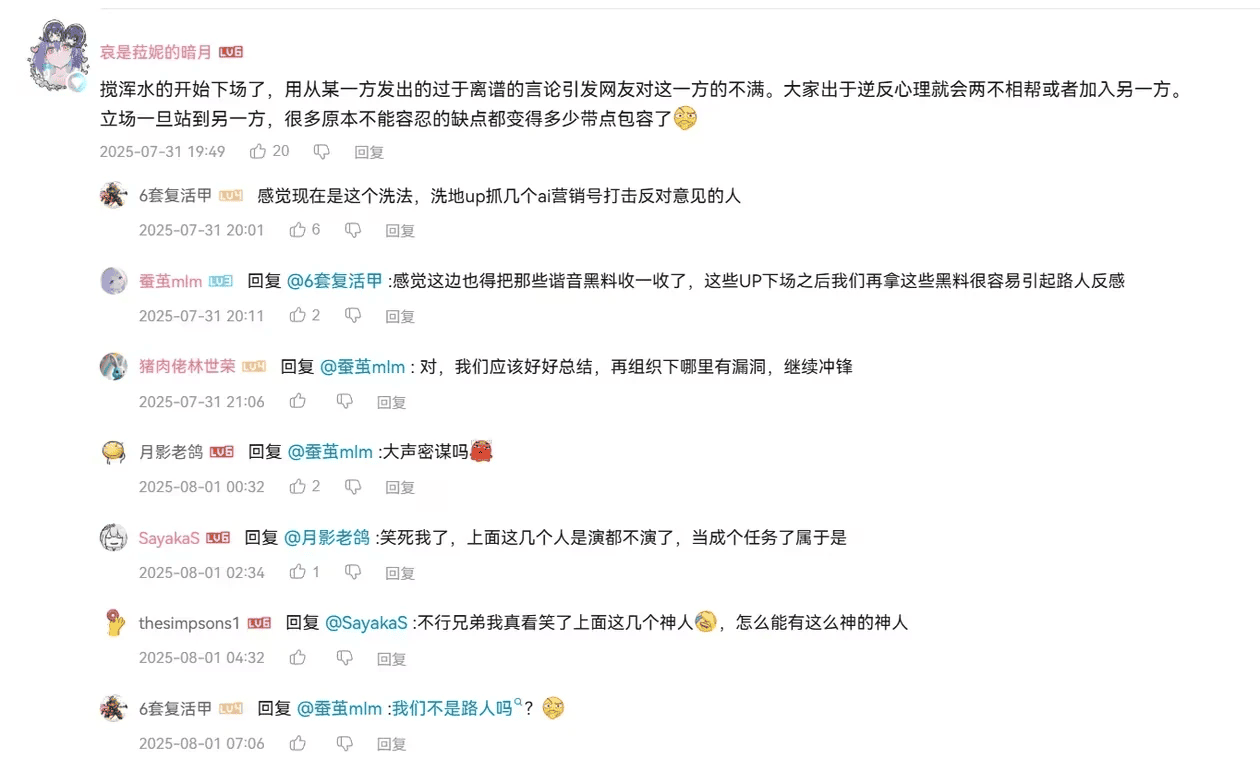 哀是菈妮的暗月 LV6
搅浑水的开始下场了，用从某一方发出的过于离谱的言论引发网友对这一方的不满。大家出于逆反心理就会两不相帮或者加入另一方。
立场一旦站到另一方，很多原本不能容忍的缺点都变得多少带点包容了
2025-07-31 19:49 20 回复
6套复活甲 LV4 感觉现在是这个洗法，洗地up抓几个ai营销号打击反对意见的人
2025-07-31 20:01 6 回复
蚕茧mlm LV3 回复 @6套复活甲 :感觉这边也得把那些谐音黑料收一收了，这些UP下场之后我们再拿这些黑料很容易引起路人反感
2025-07-31 20:11 2 回复
猪肉佬林世荣 LV4 回复 @蚕茧mlm : 对，我们应该好好总结，再组织下哪里有漏洞，继续冲锋
2025-07-31 21:06 回复
月影老鸽 LV6 回复 @蚕茧mlm :大声密谋吗
2025-08-01 00:32 2 回复
SayakaS LV6 回复 @月影老鸽 :笑死我了，上面这几个人是演都不演了，当成个任务了属于是
2025-08-01 02:34 1 回复
thesimpsons1 LV6 回复 @SayakaS :不行兄弟我真看笑了上面这几个神人，怎么能有这么神的神人
2025-08-01 04:32 回复
6套复活甲 LV4 回复 @蚕茧mlm :我们不是路人吗？
2025-08-01 07:06 回复